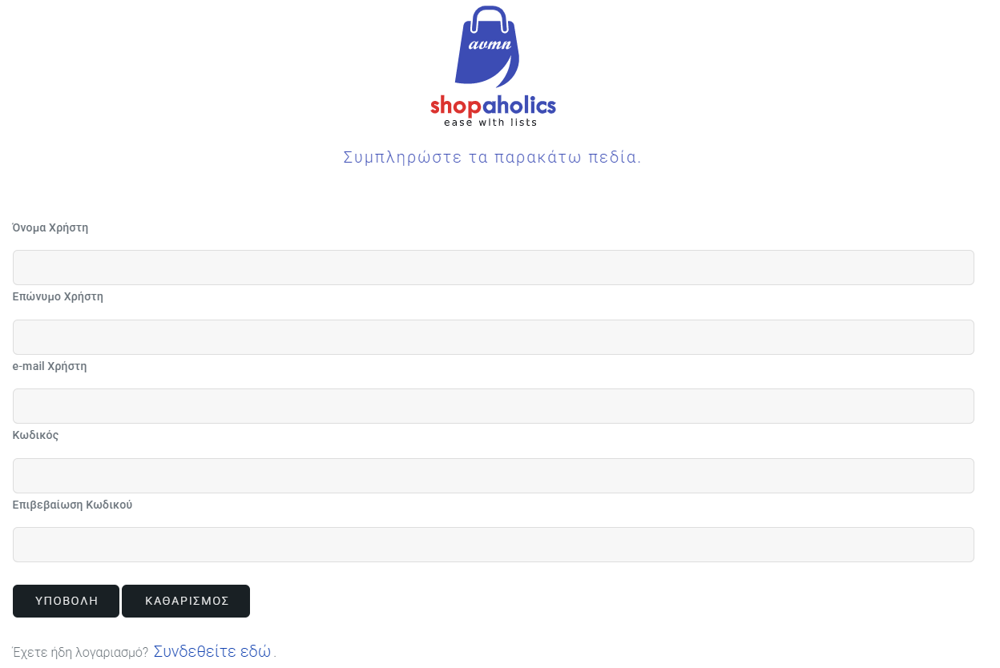 avmn
shopaholics
ease with lists
Συμπληρώστε τα παρακάτω πεδία.
Όνομα Χρήστη
Επώνυμο Χρήστη
e-mail Χρήστη
Κωδικός
Επιβεβαίωση Κωδικού
ΥΠΟΒΟΛΗ ΚΑΘΑΡΙΣΜΟΣ
Έχετε ήδη λογαριασμό? Συνδεθείτε εδώ.